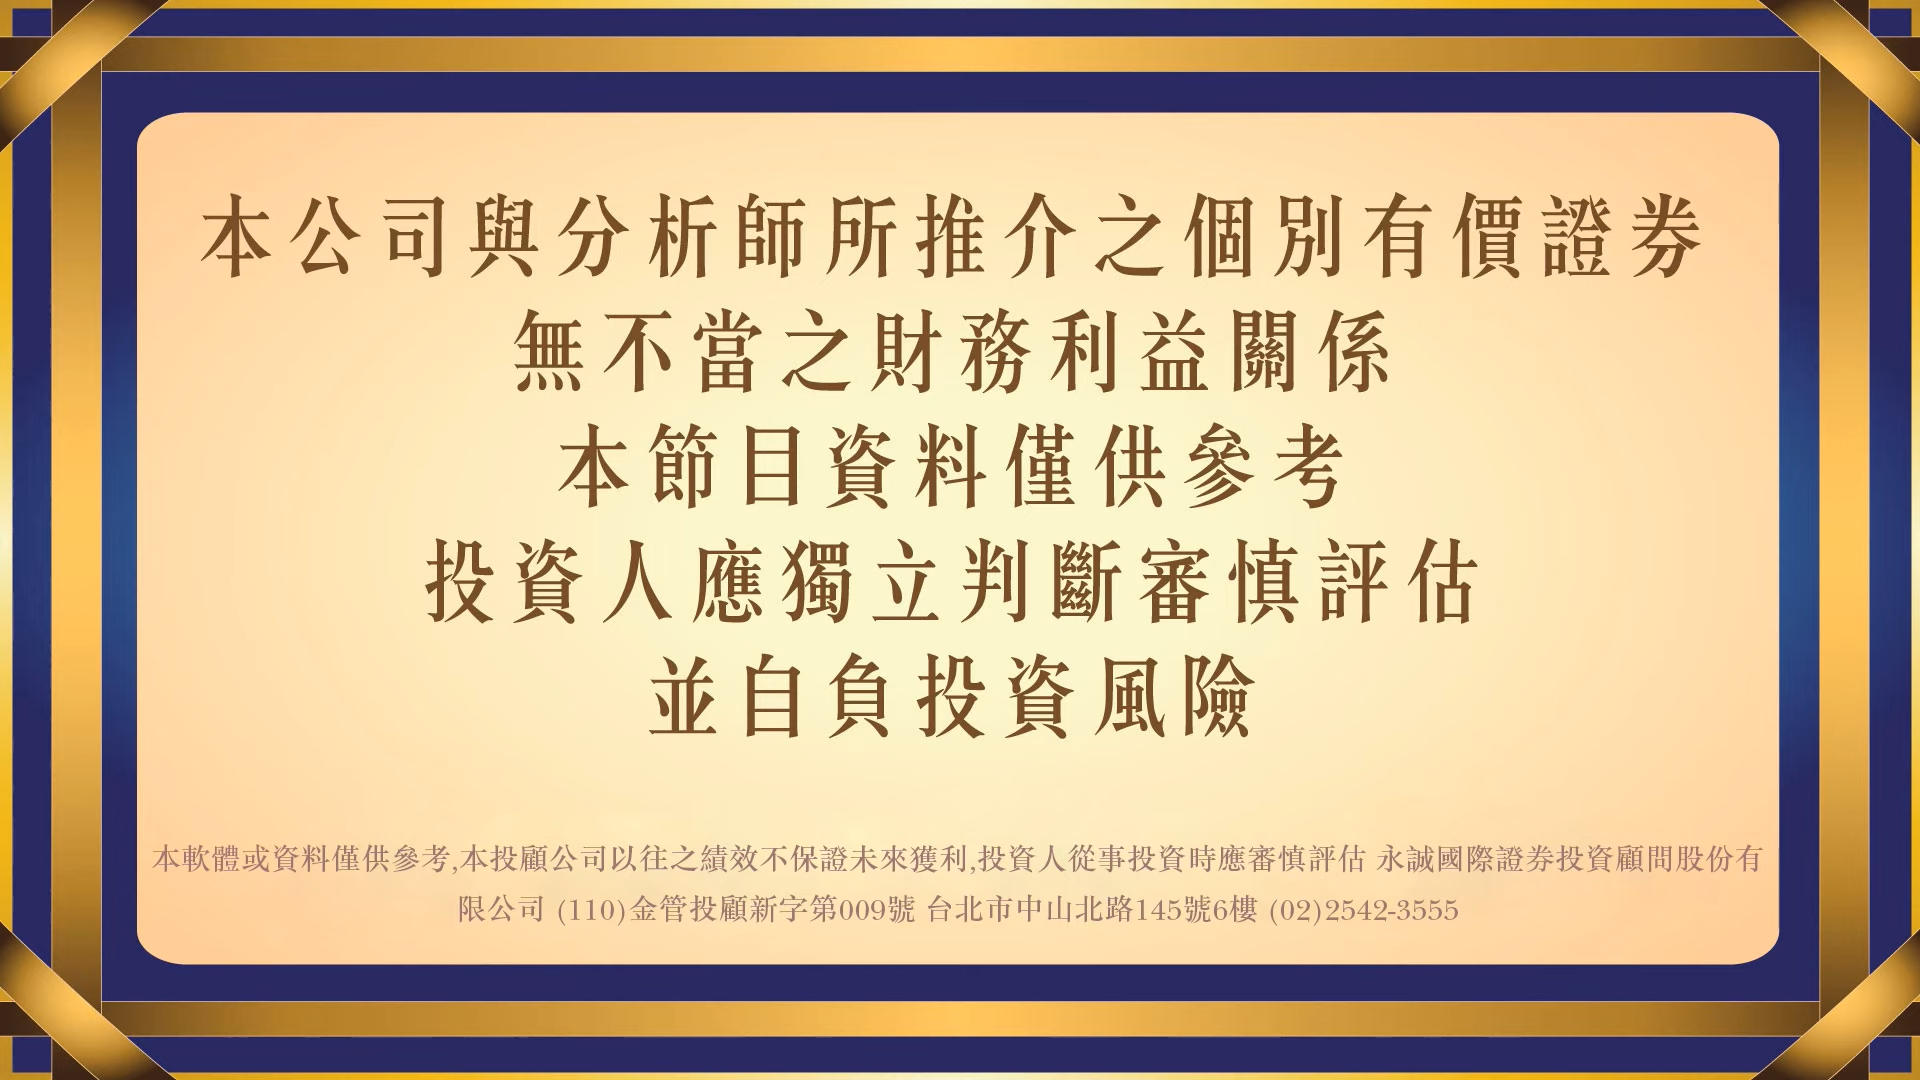 本公司與分析師所推介之個別有價證券
無不當之財務利益關係
本節目資料僅供參考
投資人應獨立判斷審慎評估
並自負投資風險
本軟體或資料僅供參考,本投顧公司以往之績效不保證未來獲利,投資人從事投資時應審慎評估 永誠國際證券投資顧問股份有
限公司 (110)金管投顧新字第009號 台北市中山北路145號6樓 (02)2542-3555